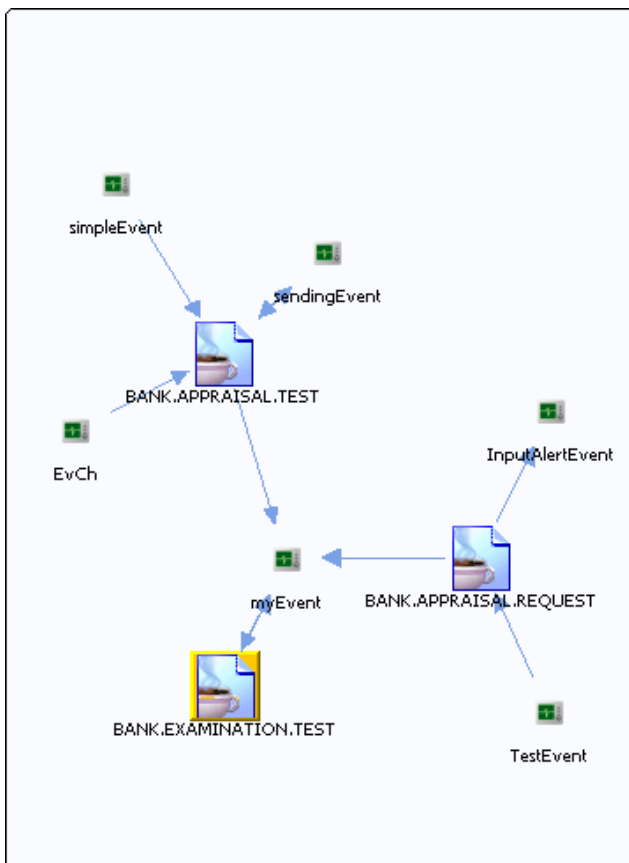 simpleEvent
sendingEvent
BANK.APPRAISAL.TEST
EvCh
InputAlertEvent
myEvent
BANK.APPRAISAL.REQUEST
BANK.EXAMINATION.TEST
TestEvent